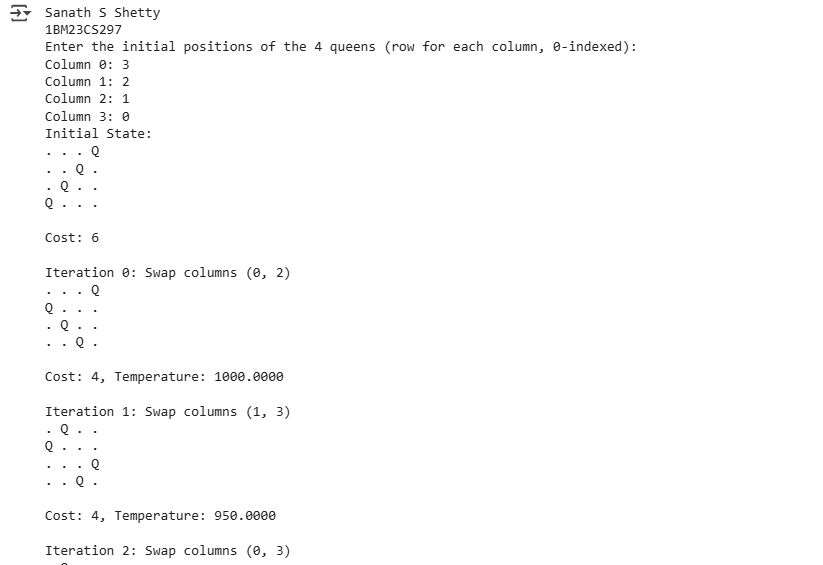 Sanath S Shetty
1BM23CS297
Enter the initial positions of the 4 queens (row for each column, 0-indexed):
Column 0: 3
Column 1: 2
Column 2: 1
Column 3: 0
Initial State:
. . . Q
. . Q .
. Q . .
Q . . .
Cost: 6
Iteration 0: Swap columns (0, 2)
. . . Q
Q . . .
. Q . .
. . Q .
Cost: 4, Temperature: 1000.0000
Iteration 1: Swap columns (1, 3)
. Q . .
Q . . .
. . . Q
. . Q .
Cost: 4, Temperature: 950.0000
Iteration 2: Swap columns (0, 3)